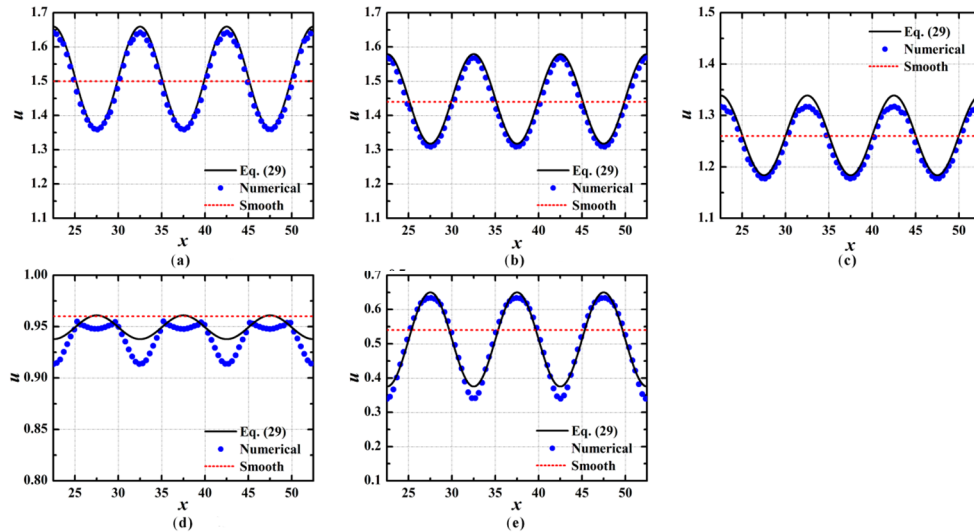 1.6
1.5
1.4
1.3
1.2
1.1
u
Eq. (29)
Numerical
Smooth
25 30 35 40 45 50
x
(a)
1.7
1.6
1.5
1.4
1.3
1.2
1.1
u
Eq. (29)
Numerical
Smooth
25 30 35 40 45 50
x
(b)
1.5
1.4
1.3
1.2
1.1
u
Eq. (29)
Numerical
Smooth
25 30 35 40 45 50
x
(c)
1.00
0.95
0.90
0.85
0.80
u
Eq. (29)
Numerical
Smooth
25 30 35 40 45 50
x
(d)
0.7
0.6
0.5
0.4
0.3
0.2
0.1
u
Eq. (29)
Numerical
Smooth
25 30 35 40 45 50
x
(e)